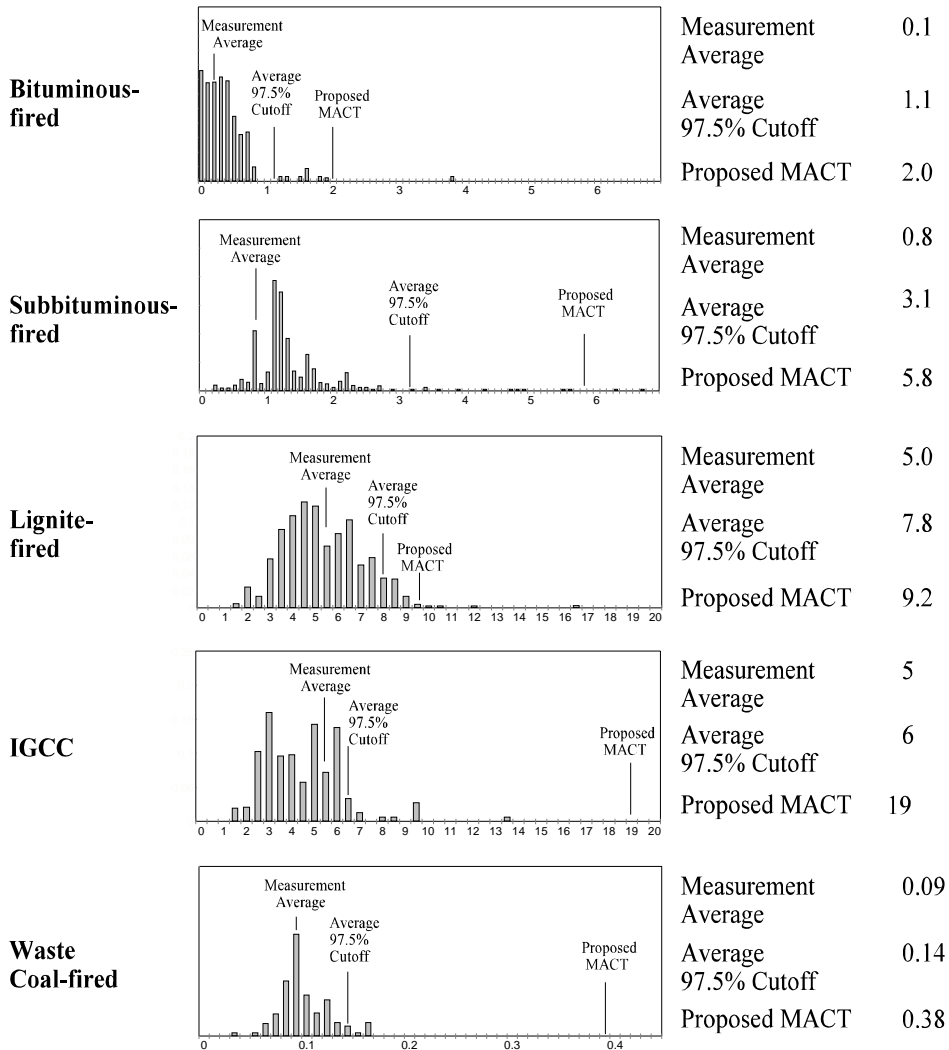 Bituminous-
fired
Measurement
Average
Average
97.5%
Cutoff
Proposed
MACT
0 1 2 3 4 5 6
Measurement 0.1
Average
Average 1.1
97.5% Cutoff
Proposed MACT 2.0
Subbituminous-
fired
Measurement
Average
Average
97.5%
Cutoff
Proposed
MACT
0 1 2 3 4 5 6
Measurement 0.8
Average
Average 3.1
97.5% Cutoff
Proposed MACT 5.8
Lignite-
fired
Measurement
Average
Average
97.5%
Cutoff
Proposed
MACT
0 1 2 3 4 5 6 7 8 9 10 11 12 13 14 15 16 17 18 19 20
Measurement 5.0
Average
Average 7.8
97.5% Cutoff
Proposed MACT 9.2
IGCC
Measurement
Average
Average
97.5%
Cutoff
Proposed
MACT
0 1 2 3 4 5 6 7 8 9 10 11 12 13 14 15 16 17 18 19 20
Measurement 5
Average
Average 6
97.5% Cutoff
Proposed MACT 19
Waste
Coal-fired
Measurement
Average
Average
97.5%
Cutoff
Proposed
MACT
0 0.1 0.2 0.3 0.4
Measurement 0.09
Average
Average 0.14
97.5% Cutoff
Proposed MACT 0.38